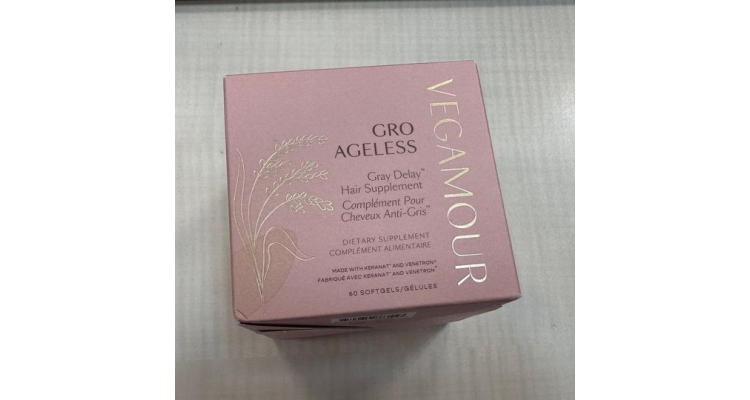 VEGAMOUR
GRO
AGELESS
Gray Delay™
Hair Supplement
Complément Pour
Cheveux Anti-Gris™
DIETARY SUPPLEMENT
COMPLÉMENT ALIMENTAIRE
MADE WITH KERANAT™ AND VENETRON®
FABRIQUÉ AVEC KERANAT™ AND VENETRON®
60 SOFTGELS/GÉLULES